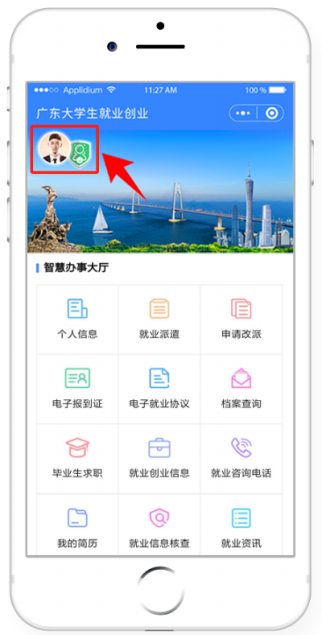 Applidium 11:27 AM 100 %
广东大学生就业创业
智慧办事大厅
个人信息 就业派遣 申请改派
电子报到证 电子就业协议 档案查询
毕业生求职 就业创业信息 就业咨询电话
我的简历 就业信息核查 就业资讯